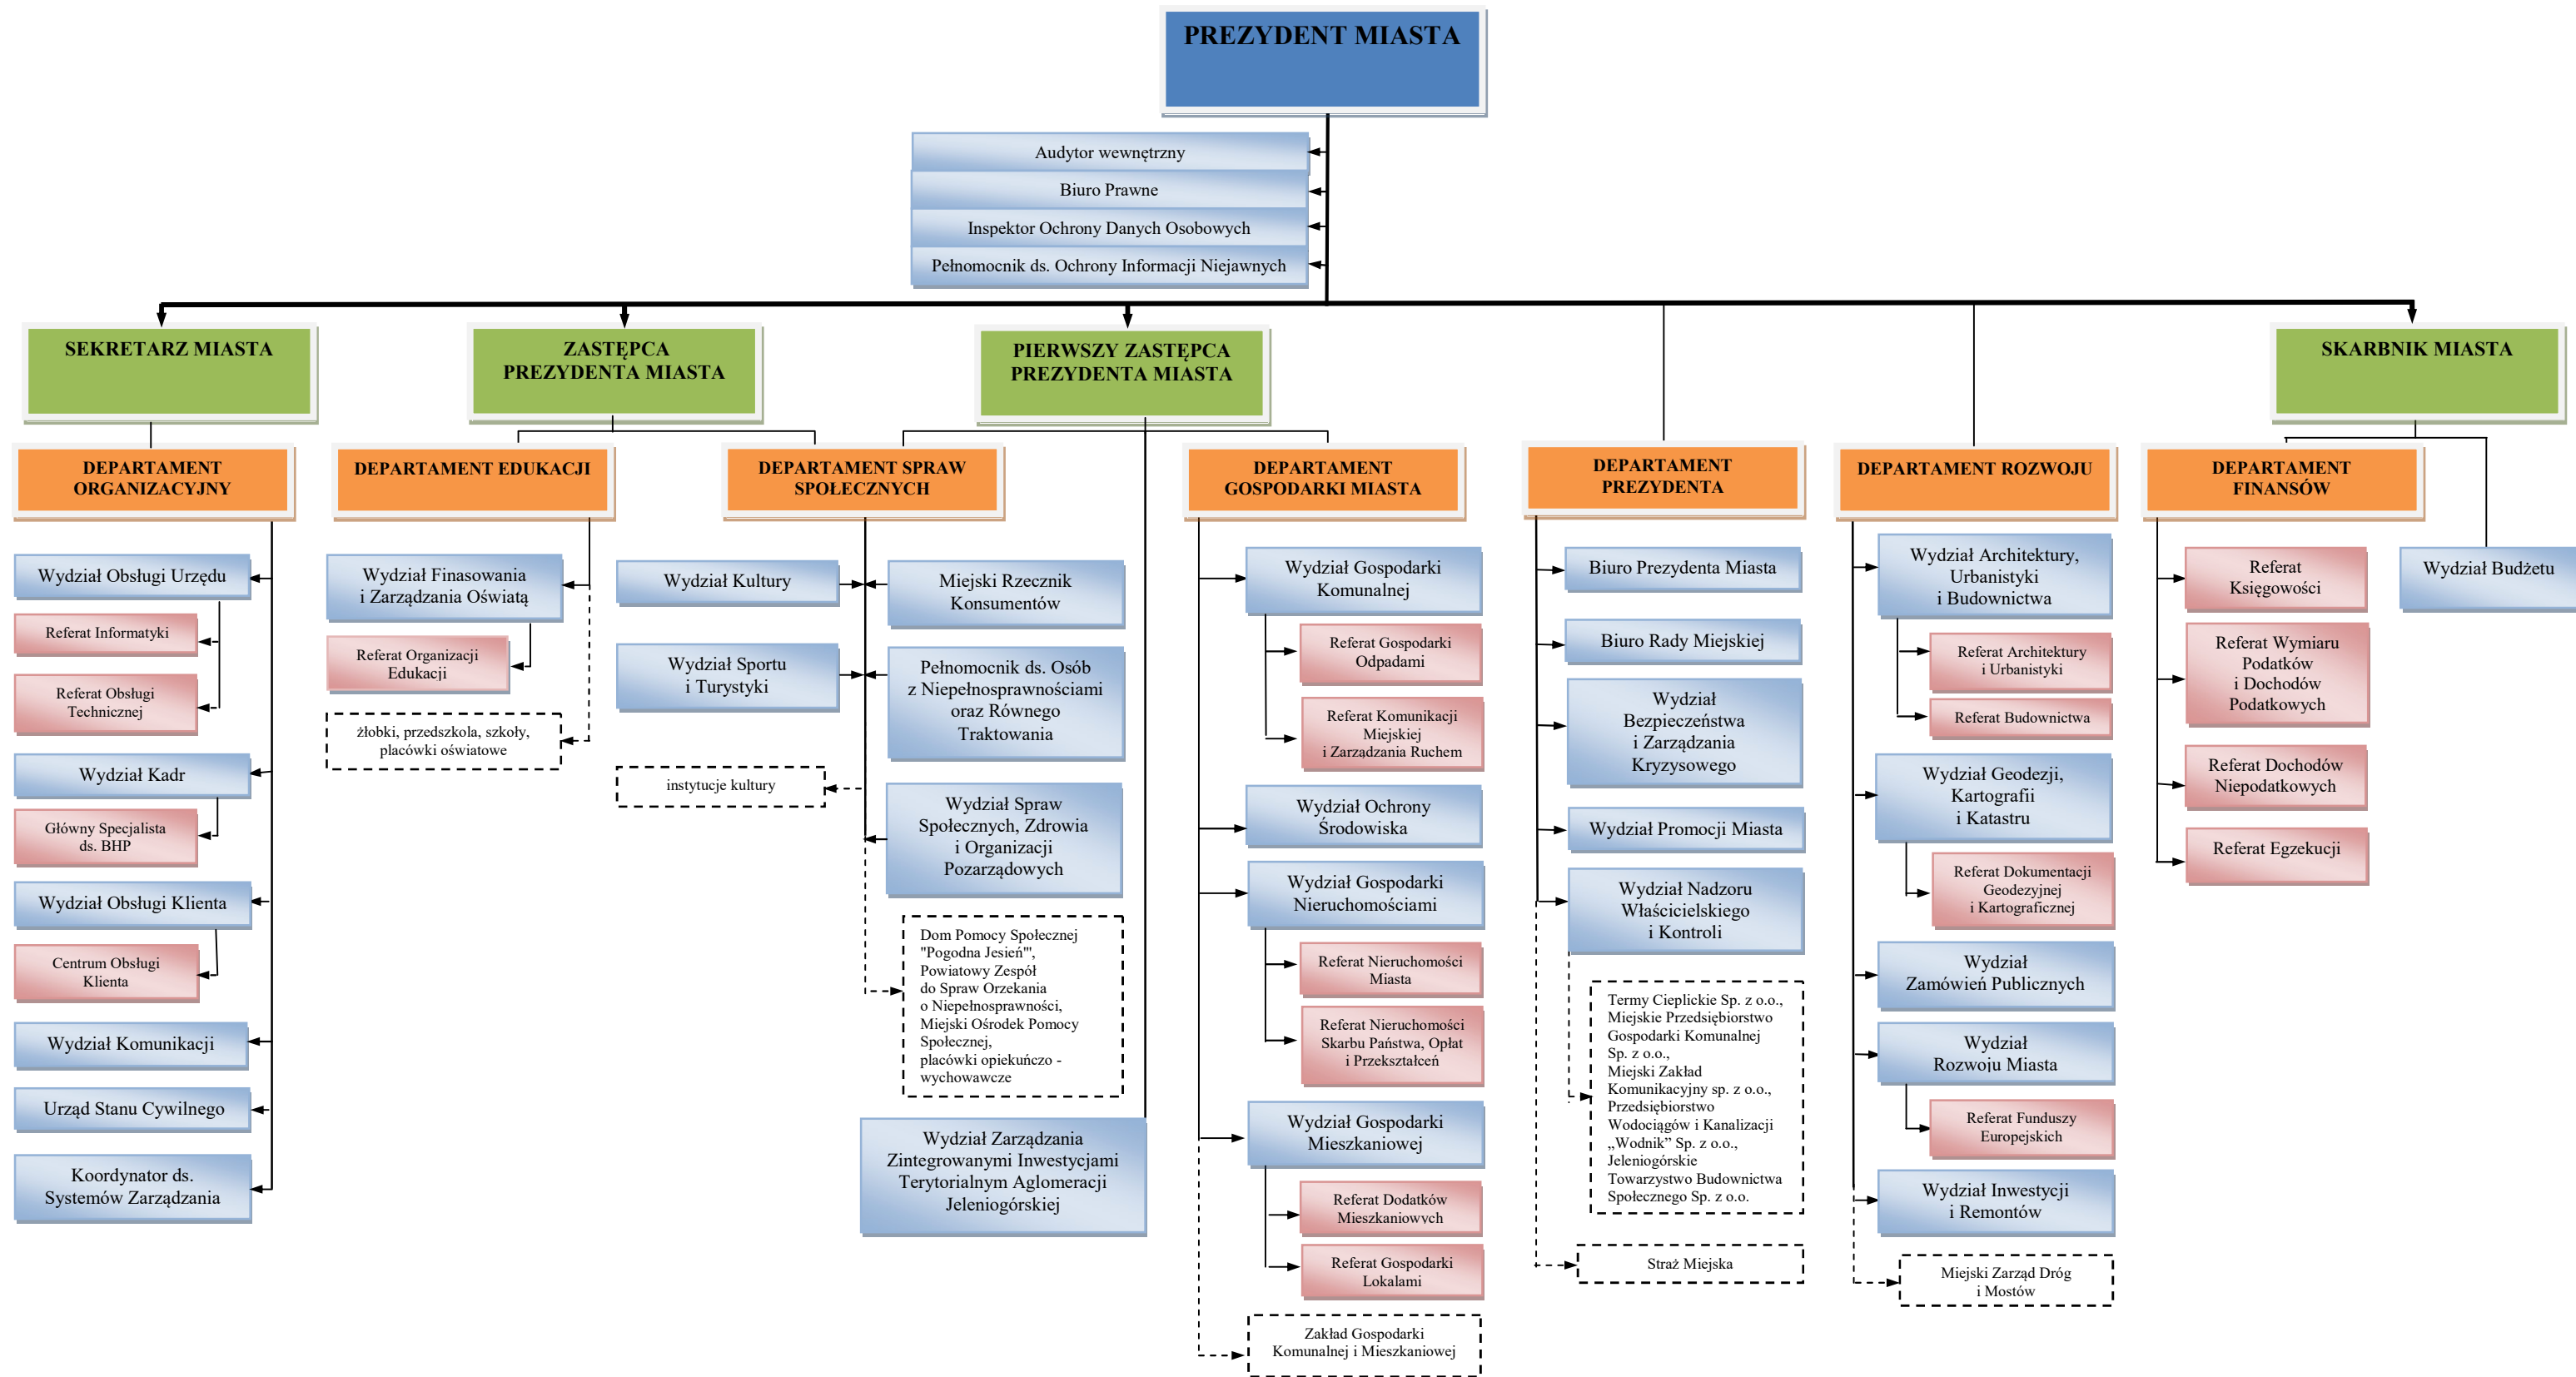 PREZYDENT MIASTA
Audytor wewnętrzny
Biuro Prawne
Inspektor Ochrony Danych Osobowych
Pełnomocnik ds. Ochrony Informacji Niejawnych
SEKRETARZ MIASTA
ZASTĘPCA
PREZYDENTA MIASTA
PIERWSZY ZASTĘPCA
PREZYDENTA MIASTA
SKARBNIK MIASTA
DEPARTAMENT
ORGANIZACYJNY
DEPARTAMENT EDUKACJI
DEPARTAMENT SPRAW
SPOŁECZNYCH
DEPARTAMENT
GOSPODARKI MIASTA
DEPARTAMENT
PREZYDENTA
DEPARTAMENT ROZWOJU
DEPARTAMENT
FINANSÓW
Wydział Obsługi Urzędu
Referat Informatyki
Referat Obsługi
Technicznej
Wydział Kadr
Główny Specjalista
ds. BHP
Wydział Obsługi Klienta
Centrum Obsługi
Klienta
Wydział Komunikacji
Urząd Stanu Cywilnego
Koordynator ds.
Systemów Zarządzania
Wydział Finasowania
i Zarządzania Oświatą
Referat Organizacji
Edukacji
żłobki, przedszkola, szkoły,
placówki oświatowe
Wydział Kultury
Wydział Sportu
i Turystyki
instytucje kultury
Miejski Rzecznik
Konsumentów
Pełnomocnik ds. Osób
z Niepełnosprawnościami
oraz Równego
Traktowania
Wydział Spraw
Społecznych, Zdrowia
i Organizacji
Pozarządowych
Dom Pomocy Społecznej
"Pogodna Jesień'",
Powiatowy Zespół
do Spraw Orzekania
o Niepełnosprawności,
Miejski Ośrodek Pomocy
Społecznej,
placówki opiekuńczo -
wychowawcze
Wydział Zarządzania
Zintegrowanymi Inwestycjami
Terytorialnym Aglomeracji
Jeleniogórskiej
Wydział Gospodarki
Komunalnej
Referat Gospodarki
Odpadami
Referat Komunikacji
Miejskiej
i Zarządzania Ruchem
Wydział Ochrony
Środowiska
Wydział Gospodarki
Nieruchomościami
Referat Nieruchomości
Miasta
Referat Nieruchomości
Skarbu Państwa, Opłat
i Przekształceń
Wydział Gospodarki
Mieszkaniowej
Referat Dodatków
Mieszkaniowych
Referat Gospodarki
Lokalami
Zakład Gospodarki
Komunalnej i Mieszkaniowej
Biuro Prezydenta Miasta
Biuro Rady Miejskiej
Wydział
Bezpieczeństwa
i Zarządzania
Kryzysowego
Wydział Promocji Miasta
Wydział Nadzoru
Właścicielskiego
i Kontroli
Termy Cieplickie Sp. z o.o.,
Miejskie Przedsiębiorstwo
Gospodarki Komunalnej
Sp. z o.o.,
Miejski Zakład
Komunikacyjny sp. z o.o.,
Przedsiębiorstwo
Wodociągów i Kanalizacji
„Wodnik” Sp. z o.o.,
Jeleniogórskie
Towarzystwo Budownictwa
Społecznego Sp. z o.o.
Straż Miejska
Wydział Architektury,
Urbanistyki
i Budownictwa
Referat Architektury
i Urbanistyki
Referat Budownictwa
Wydział Geodezji,
Kartografii
i Katastru
Referat Dokumentacji
Geodezyjnej
i Kartograficznej
Wydział
Zamówień Publicznych
Wydział
Rozwoju Miasta
Referat Funduszy
Europejskich
Wydział Inwestycji
i Remontów
Miejski Zarząd Dróg
i Mostów
Referat
Księgowości
Referat Wymiaru
Podatków
i Dochodów
Podatkowych
Referat Dochodów
Niepodatkowych
Referat Egzekucji
Wydział Budżetu